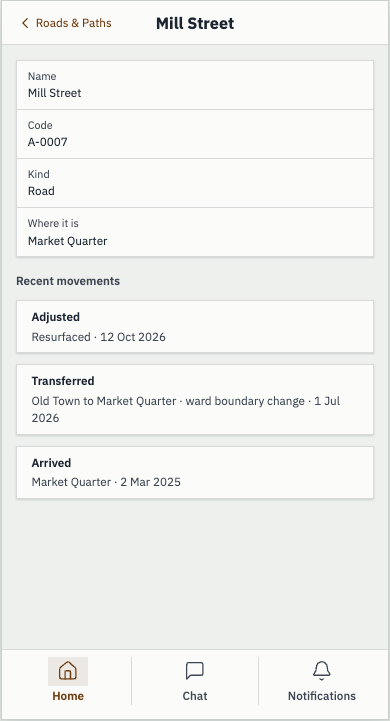 Roads & Paths
Mill Street
Name
Mill Street
Code
A-0007
Kind
Road
Where it is
Market Quarter
Recent movements
Adjusted
Resurfaced · 12 Oct 2026
Transferred
Old Town to Market Quarter · ward boundary change · 1 Jul
2026
Arrived
Market Quarter · 2 Mar 2025
Home
Chat
Notifications